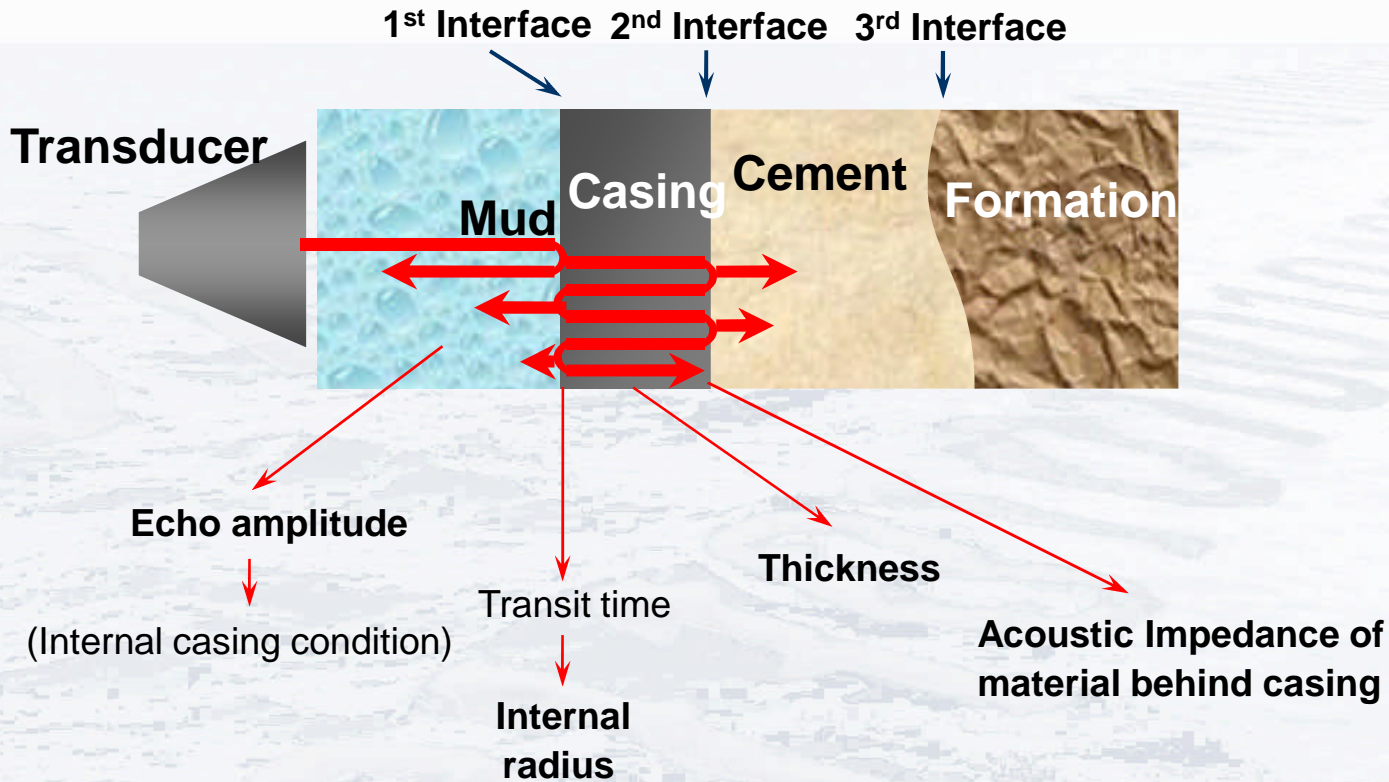 1st Interface 2nd Interface 3rd Interface
Transducer
Mud
Casing
Cement
Formation
Echo amplitude
(Internal casing condition)
Transit time
Internal
radius
Thickness
Acoustic Impedance of
material behind casing